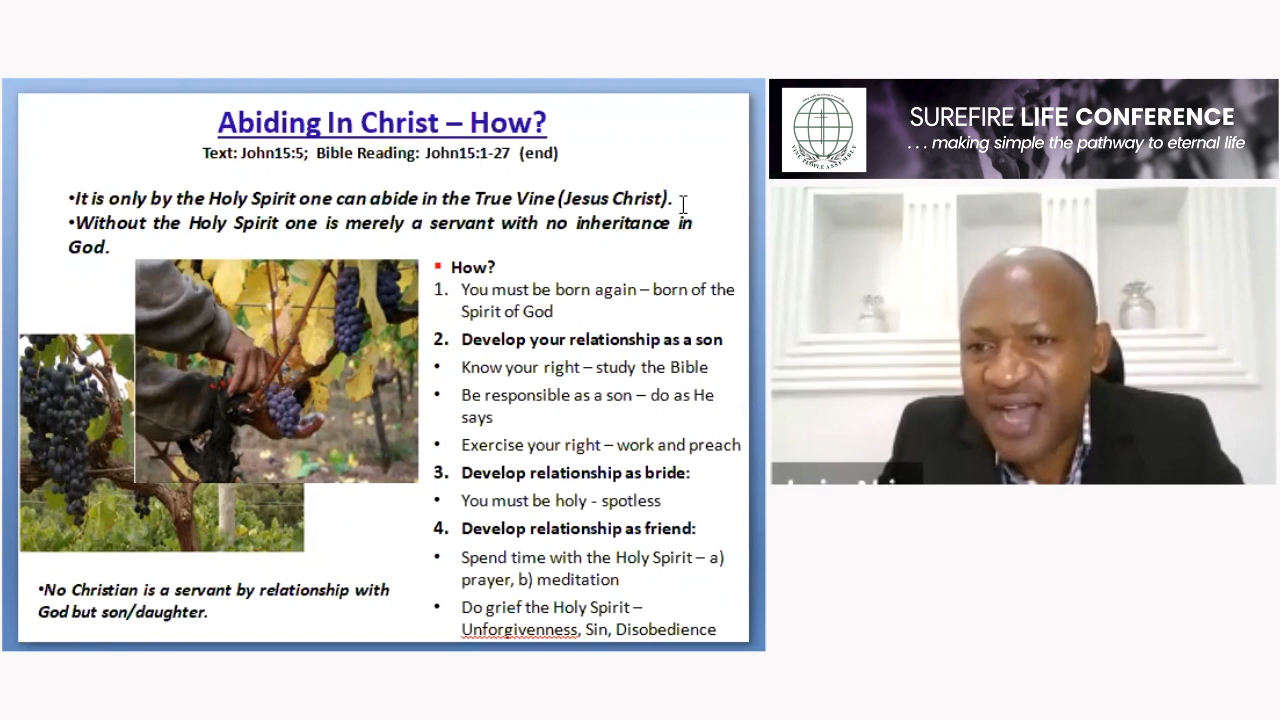 Abiding In Christ – How?
Text: John15:5; Bible Reading: John15:1-27 (end)
•It is only by the Holy Spirit one can abide in the True Vine (Jesus Christ).
•Without the Holy Spirit one is merely a servant with no inheritance in
God.
▪ How?
1. You must be born again – born of the
Spirit of God
2. Develop your relationship as a son
• Know your right – study the Bible
• Be responsible as a son – do as He
says
• Exercise your right – work and preach
3. Develop relationship as bride:
• You must be holy - spotless
4. Develop relationship as friend:
• Spend time with the Holy Spirit – a)
prayer, b) meditation
• Do grief the Holy Spirit –
Unforgivenness, Sin, Disobedience
•No Christian is a servant by relationship with
God but son/daughter.
SUREFIRE LIFE CONFERENCE
. . . making simple the pathway to eternal life
VINE PEOPLE ASSEMBLY